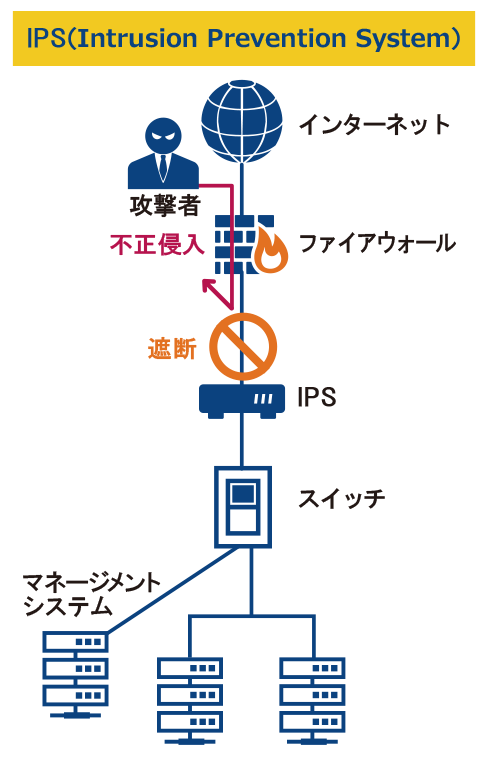 IPS(Intrusion Prevention System)
インターネット
攻撃者
不正侵入
ファイアウォール
遮断
IPS
スイッチ
マネージメント
システム